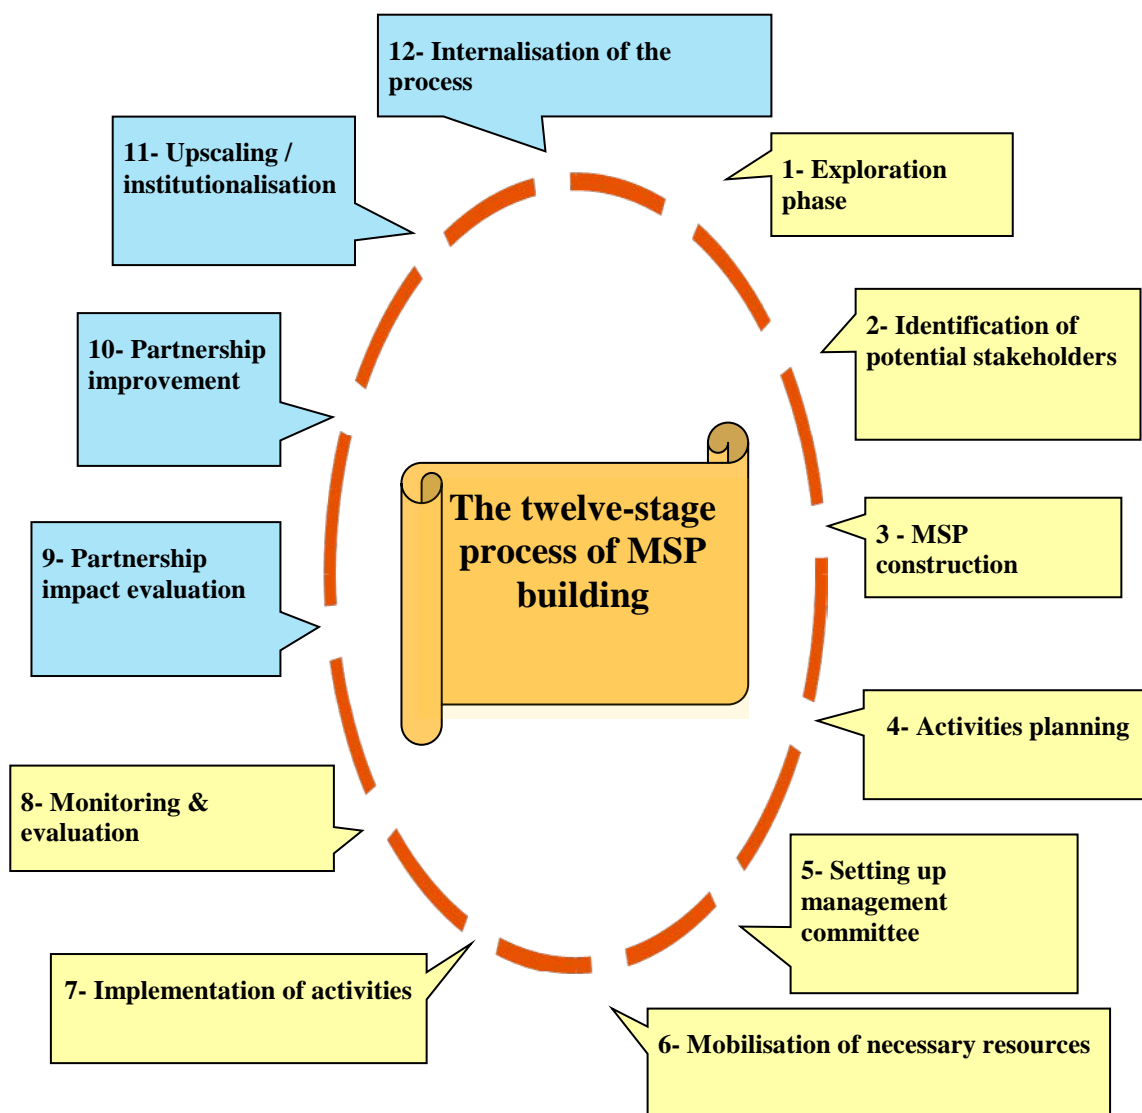 12- Internalisation of the
process
11- Upscaling /
institutionalisation
1- Exploration
phase
2- Identification of
potential stakeholders
10- Partnership
improvement
The twelve-stage
process of MSP
building
3 - MSP
construction
9- Partnership
impact evaluation
4- Activities planning
8- Monitoring &
evaluation
5- Setting up
management
committee
7- Implementation of activities
6- Mobilisation of necessary resources